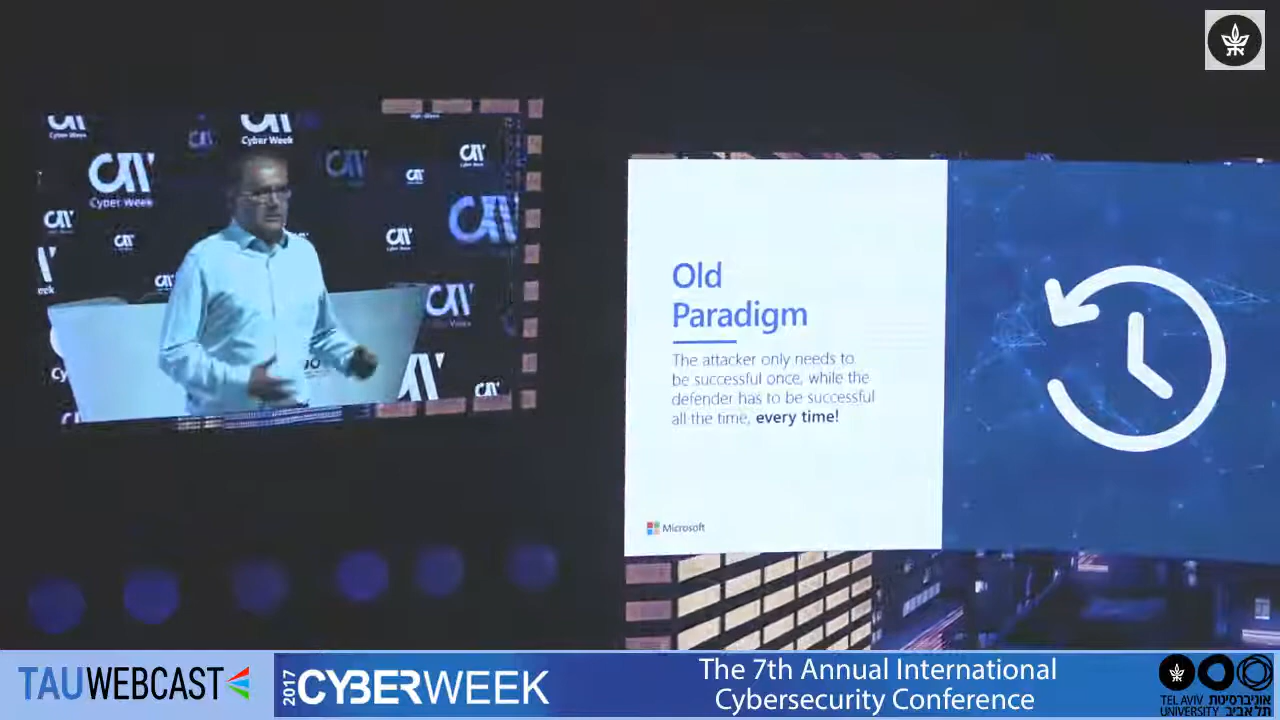 Cyber Week
Cyber Week
Old
Paradigm
The attacker only needs to
be successful once, while the
defender has to be successful
all the time, every time!
Microsoft
TAUWEBCAST
2017 CYBERWEEK
The 7th Annual International
Cybersecurity Conference
TEL AVIV אוניברסיטת
UNIVERSITY תל אביב